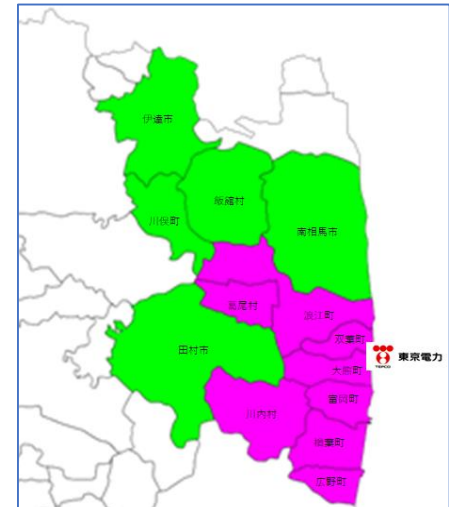 伊達市
飯舘村
川俣町
南相馬市
葛尾村
浪江町
双葉町
田村市
大熊町
TEPCO
東京電力
富岡町
川内村
楢葉町
広野町